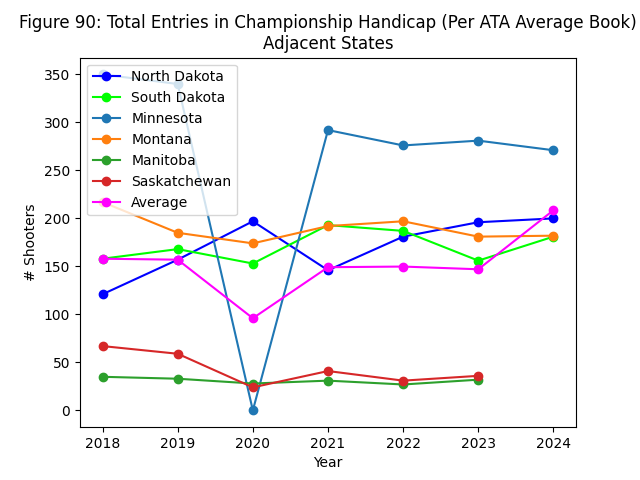 Figure 90: Total Entries in Championship Handicap (Per ATA Average Book)
Adjacent States
North Dakota
South Dakota
Minnesota
Montana
Manitoba
Saskatchewan
Average
# Shooters
350
300
250
200
150
100
50
0
2018 2019 2020 2021 2022 2023 2024
Year